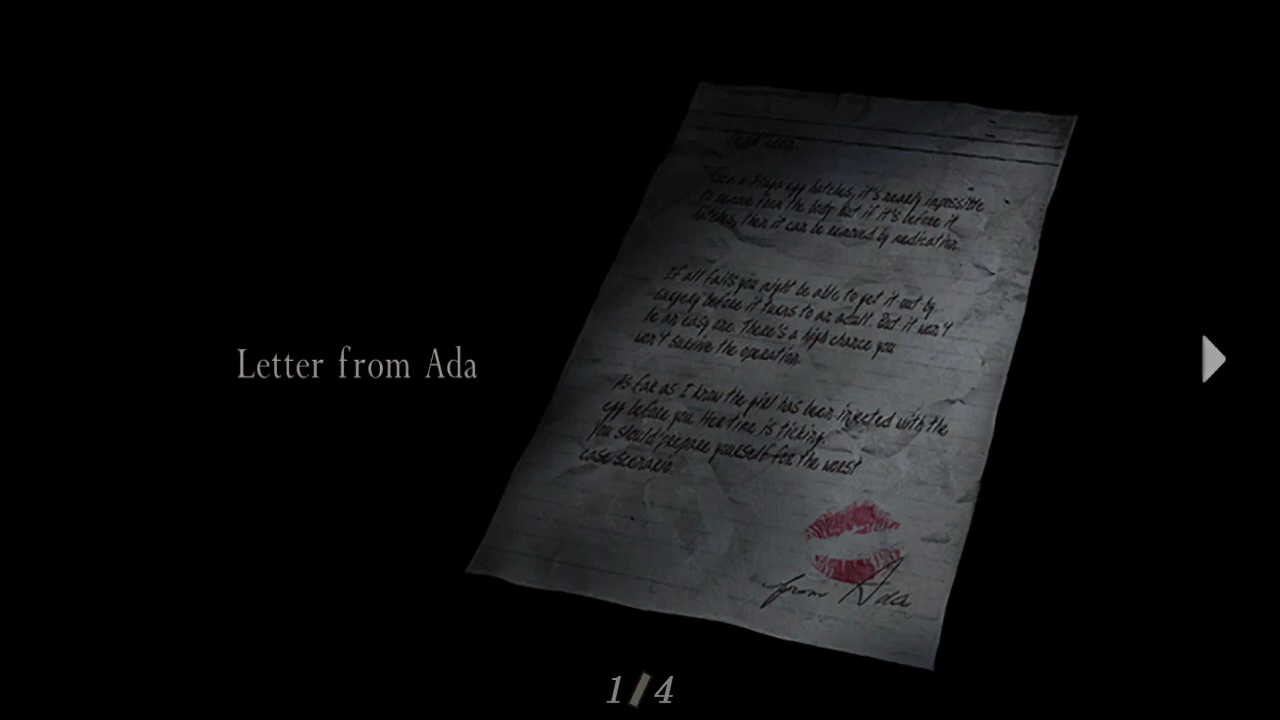 Letter from Ada
Dear Leon
Once a Plaga egg hatches, it's nearly impossible
to remove from the body. but if it's before it
hatches, then it can be removed by medication.
If all fails you might be able to get it out by
surgery before it turns to an adult. But it won't
be an easy one. There's a high chance you
won't survive the operation.
As far as I know the girl has been injected with the
egg before you. Her time is ticking.
You should prepare yourself for the worst
case scenario.
from Ada
1/4